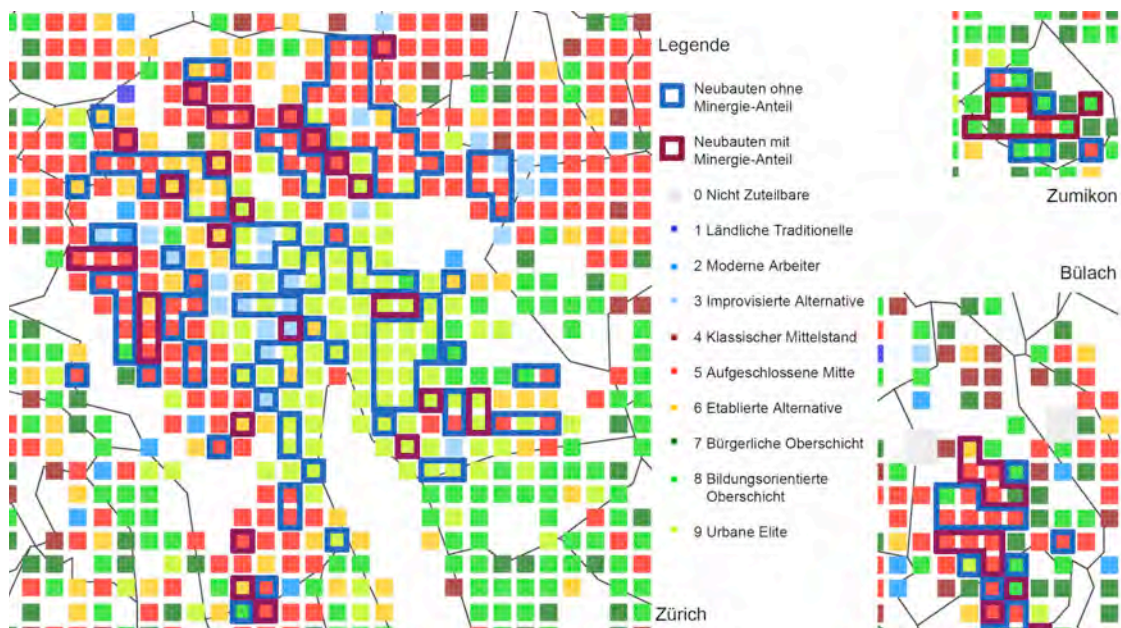 Legende
Neubauten ohne
Minergie-Anteil
Neubauten mit
Minergie-Anteil
0 Nicht Zuteilbare
1 Ländliche Traditionelle
2 Moderne Arbeiter
3 Improvisierte Alternative
4 Klassischer Mittelstand
5 Aufgeschlossene Mitte
6 Etablierte Alternative
7 Bürgerliche Oberschicht
8 Bildungsorientierte
Oberschicht
9 Urbane Elite
Zürich
Zumikon
Bülach